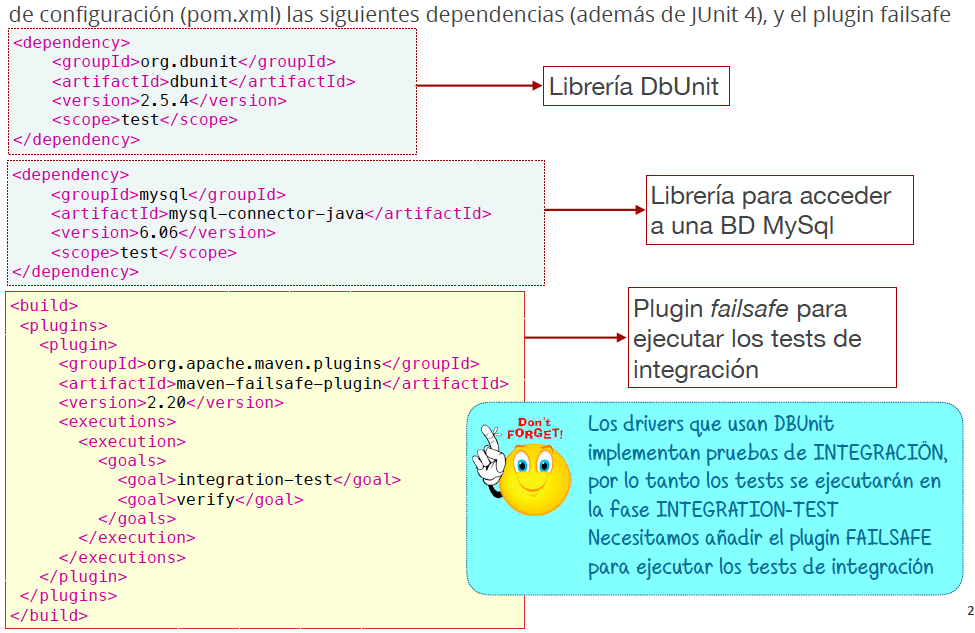 de configuración (pom.xml) las siguientes dependencias (además de JUnit 4), y el plugin failsafe
<dependency>
<groupId>org.dbunit</groupId>
<artifactId>dbunit</artifactId>
<version>2.5.4</version>
<scope>test</scope>
</dependency>
Librería DbUnit
<dependency>
<groupId>mysql</groupId>
<artifactId>mysql-connector-java</artifactId>
<version>6.06</version>
<scope>test</scope>
</dependency>
Librería para acceder
a una BD MySql
<build>
<plugins>
<plugin>
<groupId>org.apache.maven.plugins</groupId>
<artifactId>maven-failsafe-plugin</artifactId>
<version>2.20</version>
<executions>
<execution>
<goals>
<goal>integration-test</goal>
<goal>verify</goal>
</goals>
</execution>
</executions>
</plugin>
</plugins>
</build>
Plugin failsafe para
ejecutar los tests de
integración
Don't
FORGET!
Los drivers que usan DBUnit
implementan pruebas de INTEGRACIÖN,
por lo tanto los tests se ejecutarán en
la fase INTEGRATION-TEST
Necesitamos añadir el plugin FAILSAFE
para ejecutar los tests de integración
2